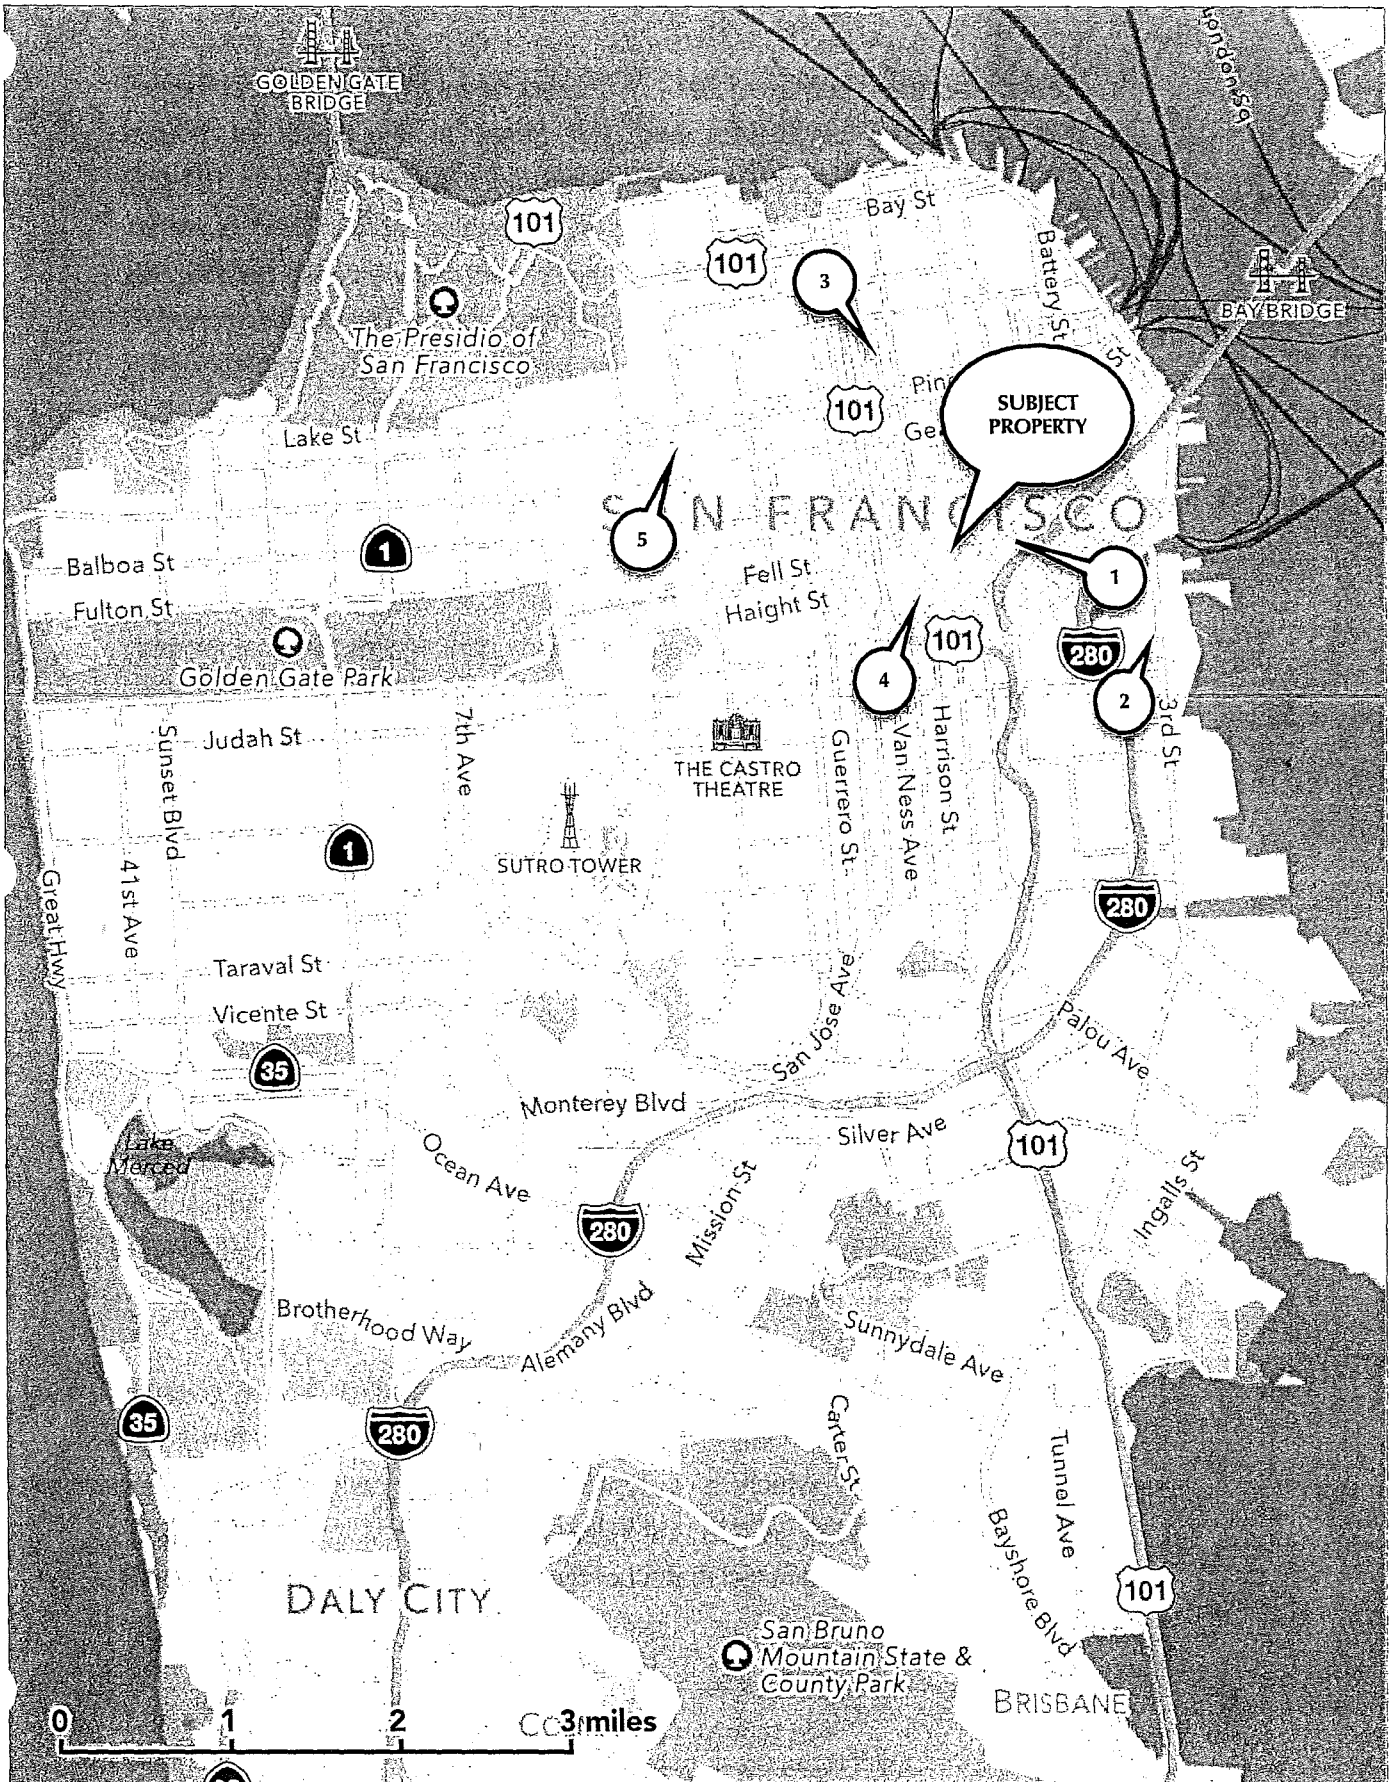 London Sq
GOLDEN GATE
BRIDGE
Bay St
101
101
Battery St
3
BAY BRIDGE
The Presidio of
San Francisco
SUBJECT
PROPERTY
101
Lake St
SAN FRANCISCO
5
1
Balboa St
Fell St
1
Fulton St
Haight St
101
280
Golden Gate Park
4
2
Judah St
7th Ave
Sunset Blvd
3rd St
Harrison St
Van Ness Ave
Guerrero St
THE CASTRO
THEATRE
1
SUTRO TOWER
41st Ave
Great Hwy
280
Taraval St
Vicente St
San Jose Ave
Palou Ave
35
Monterey Blvd
Silver Ave
Lake
Merced
Ocean Ave
101
Mission St
Ingalls St
280
Brotherhood Way
Alemany Blvd
Sunnydale Ave
35
280
Carter St
Tunnel Ave
Bayshore Blvd
DALY CITY
101
San Bruno
Mountain State &
County Park
BRISBANE
0 1 2 3 miles